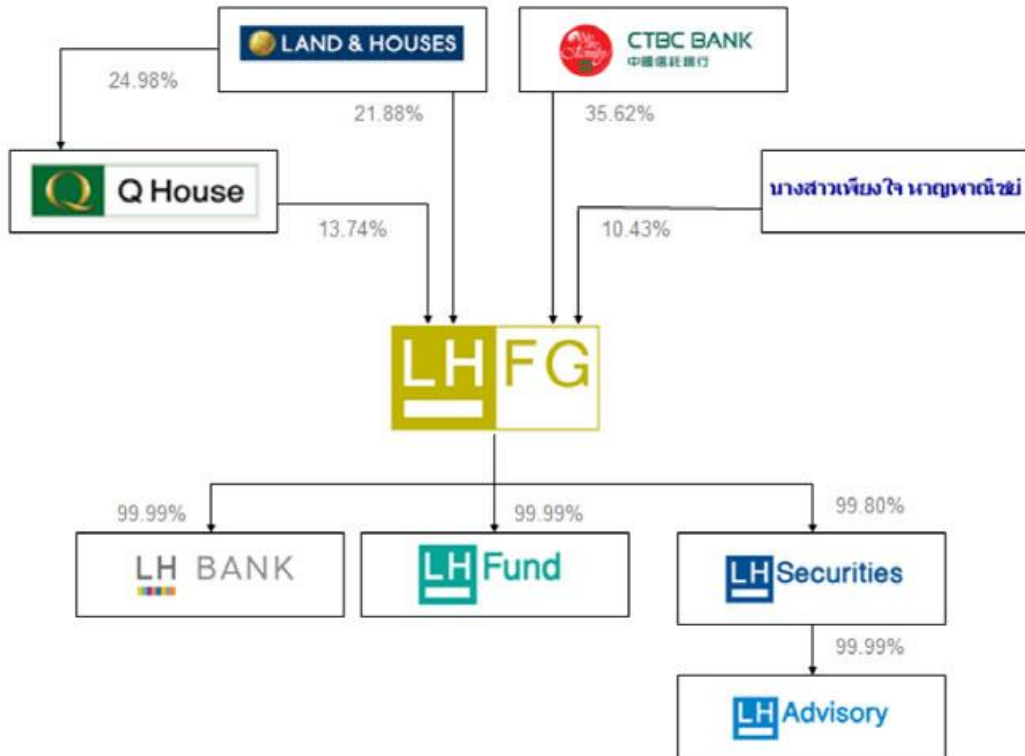 LAND & HOUSES
CTBC BANK
中國信託銀行
24.98%
21.88%
35.62%
Q
Q House
นางสาวเพียงใจ หาญพาณิชย์
13.74%
10.43%
LH FG
99.99%
99.99%
99.80%
LH BANK
LH Fund
LH Securities
99.99%
LH Advisory